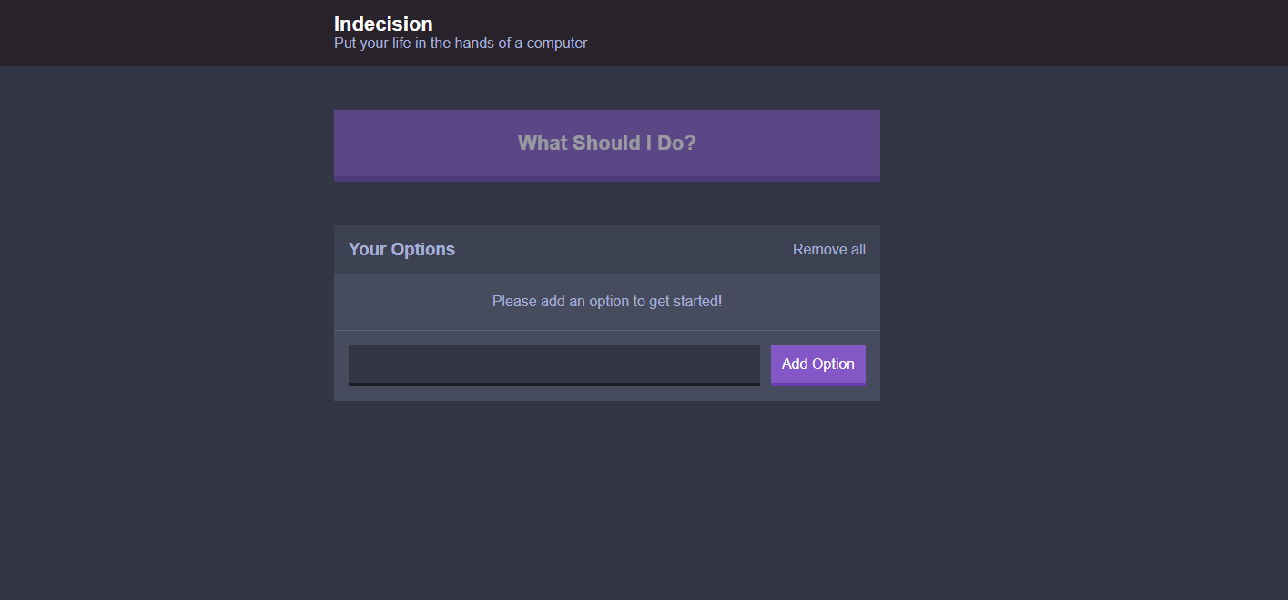 Indecision
Put your life in the hands of a computer
What Should I Do?
Your Options
Remove all
Please add an option to get started!
Add Option